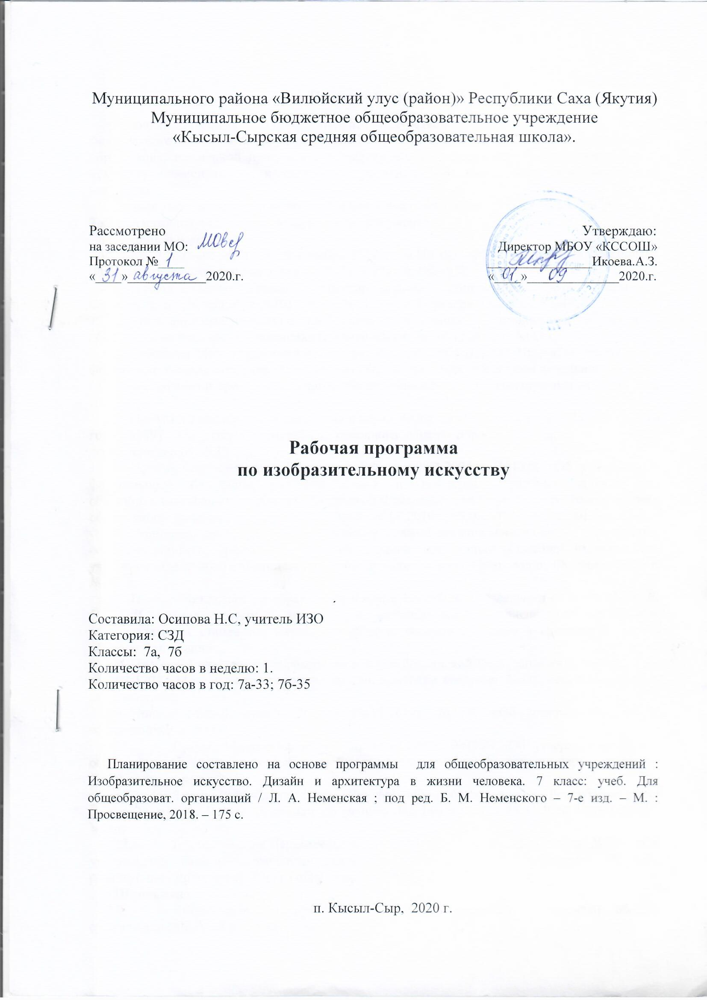 Муниципального района «Вилюйский улус (район)» Республики Саха (Якутия)
Муниципальное бюджетное общеобразовательное учреждение
«Кысыл-Сырская средняя общеобразовательная школа».
Рассмотрено
на заседании МО:
Протокол № 1
« 31 » августа 2020.г.
Утверждаю:
Директор МБОУ «КССОШ»
Икоева.А.З.
« 01 » 09 2020.г.
Рабочая программа
по изобразительному искусству
Составила: Осипова Н.С, учитель ИЗО
Категория: СЗД
Классы: 7а, 7б
Количество часов в неделю: 1.
Количество часов в год: 7а-33; 7б-35
Планирование составлено на основе программы для общеобразовательных учреждений :
Изобразительное искусство. Дизайн и архитектура в жизни человека. 7 класс: учеб. Для
общеобразоват. организаций / Л. А. Неменская ; под ред. Б. М. Неменского – 7-е изд. – М. :
Просвещение, 2018. – 175 с.
п. Кысыл-Сыр, 2020 г.